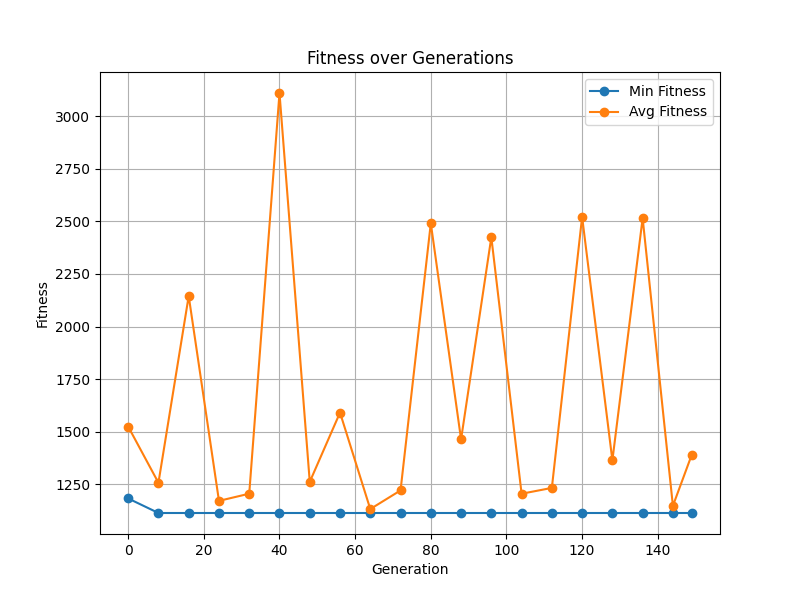 Fitness over Generations
Min Fitness
Avg Fitness
Fitness
3000
2750
2500
2250
2000
1750
1500
1250
0 20 40 60 80 100 120 140
Generation